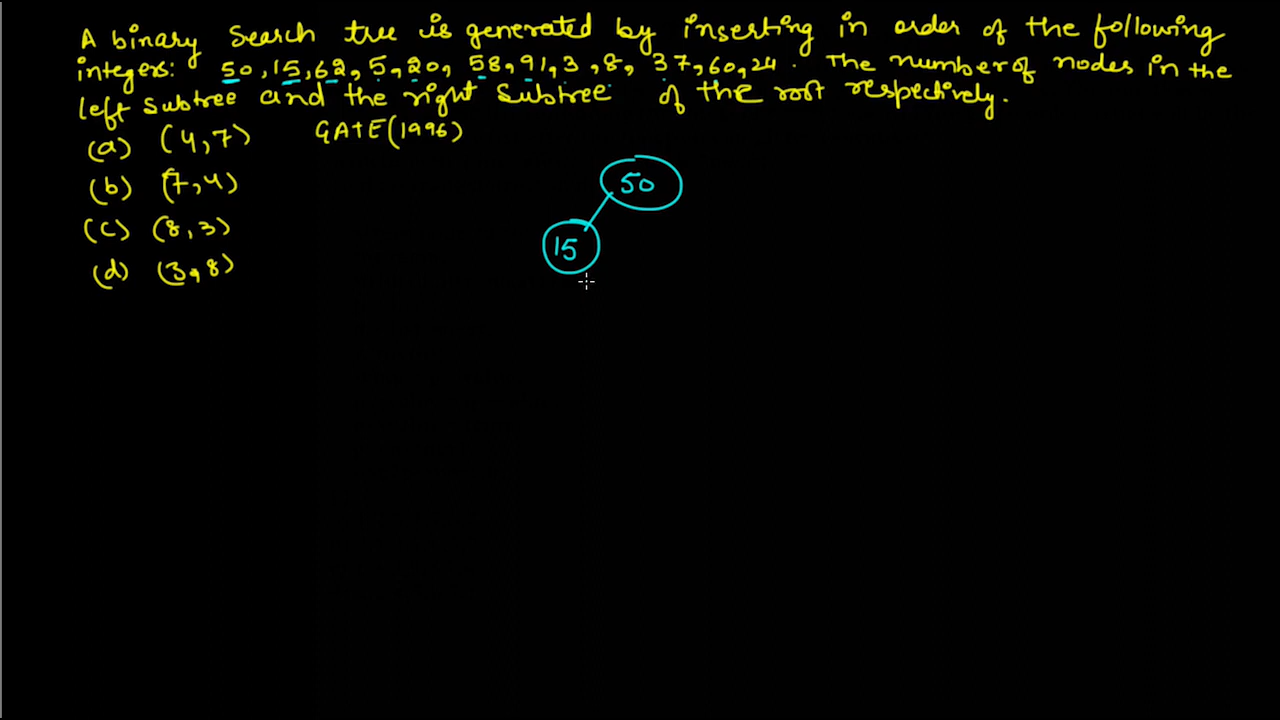 A binary Search tree is generated by inserting in order of the following
integers: 50, 15, 62, 5, 20, 58, 91, 3, 8, 37, 60, 24. The number of nodes in the
left subtree and the right subtree of the root respectively.
(a) (4,7) GATE(1996)
(b) (7,4)
(c) (8,3)
(d) (3,8)
50
15